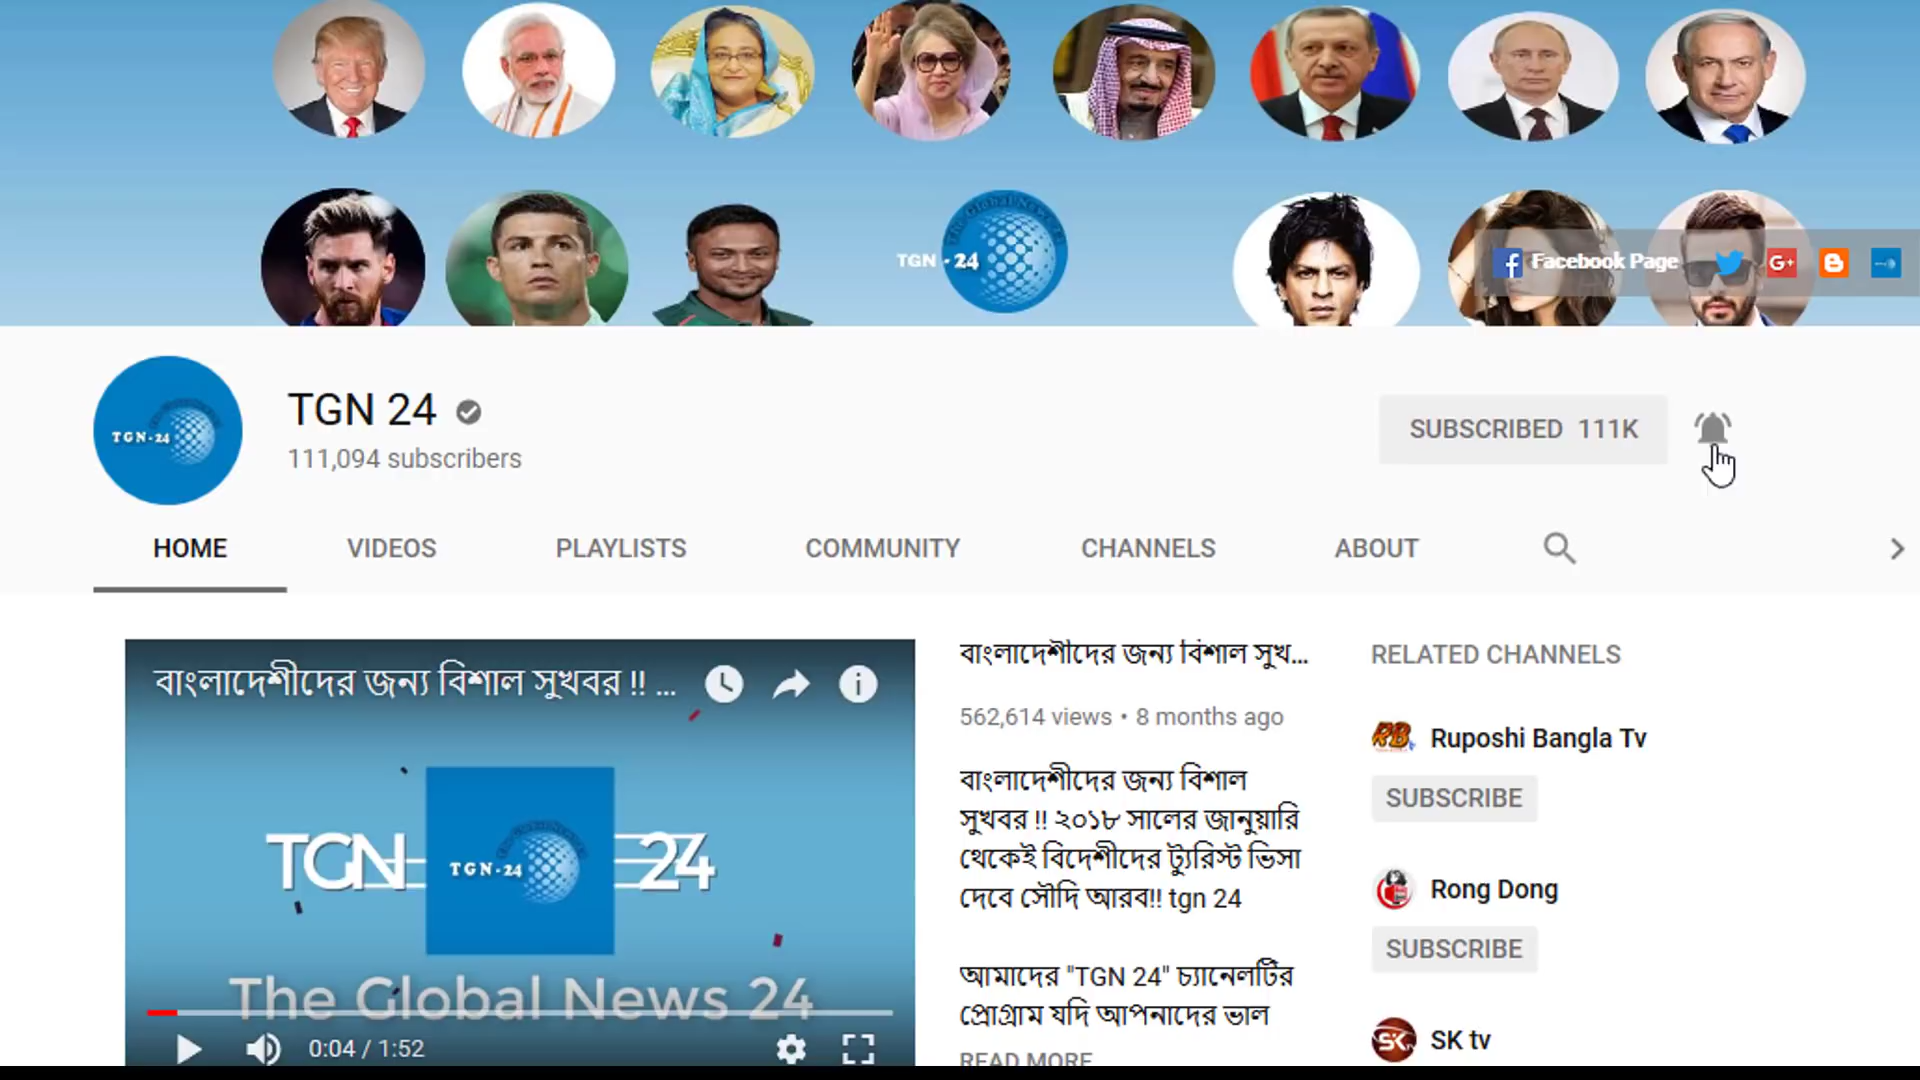 TGN - 24
Facebook Page
G+
TGN-24
TGN 24
111,094 subscribers
SUBSCRIBED 111K
HOME VIDEOS PLAYLISTS COMMUNITY CHANNELS ABOUT
বাংলাদেশীদের জন্য বিশাল সুখবর !! ...
TGN 24
TGN-24
The Global News 24
0:04 / 1:52
বাংলাদেশীদের জন্য বিশাল সুখ...
562,614 views • 8 months ago
বাংলাদেশীদের জন্য বিশাল
সুখবর !! ২০১৮ সালের জানুয়ারি
থেকেই বিদেশীদের ট্যুরিস্ট ভিসা
দেবে সৌদি আরব!! tgn 24
আমাদের "TGN 24" চ্যানেলটির
প্রোগ্রাম যদি আপনাদের ভাল
READ MORE
RELATED CHANNELS
RB
Ruposhi Bangla Tv
SUBSCRIBE
Rong Dong
SUBSCRIBE
SK
SK tv